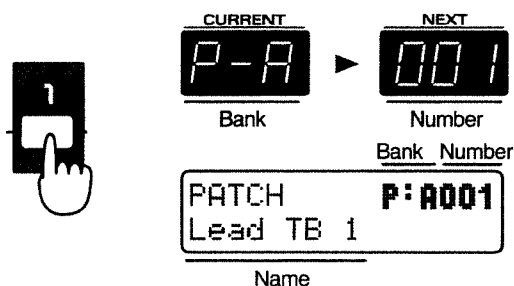 CURRENT NEXT
P-A 001
1
Bank Number
Bank Number
PATCH P:A001
Lead TB 1
Name